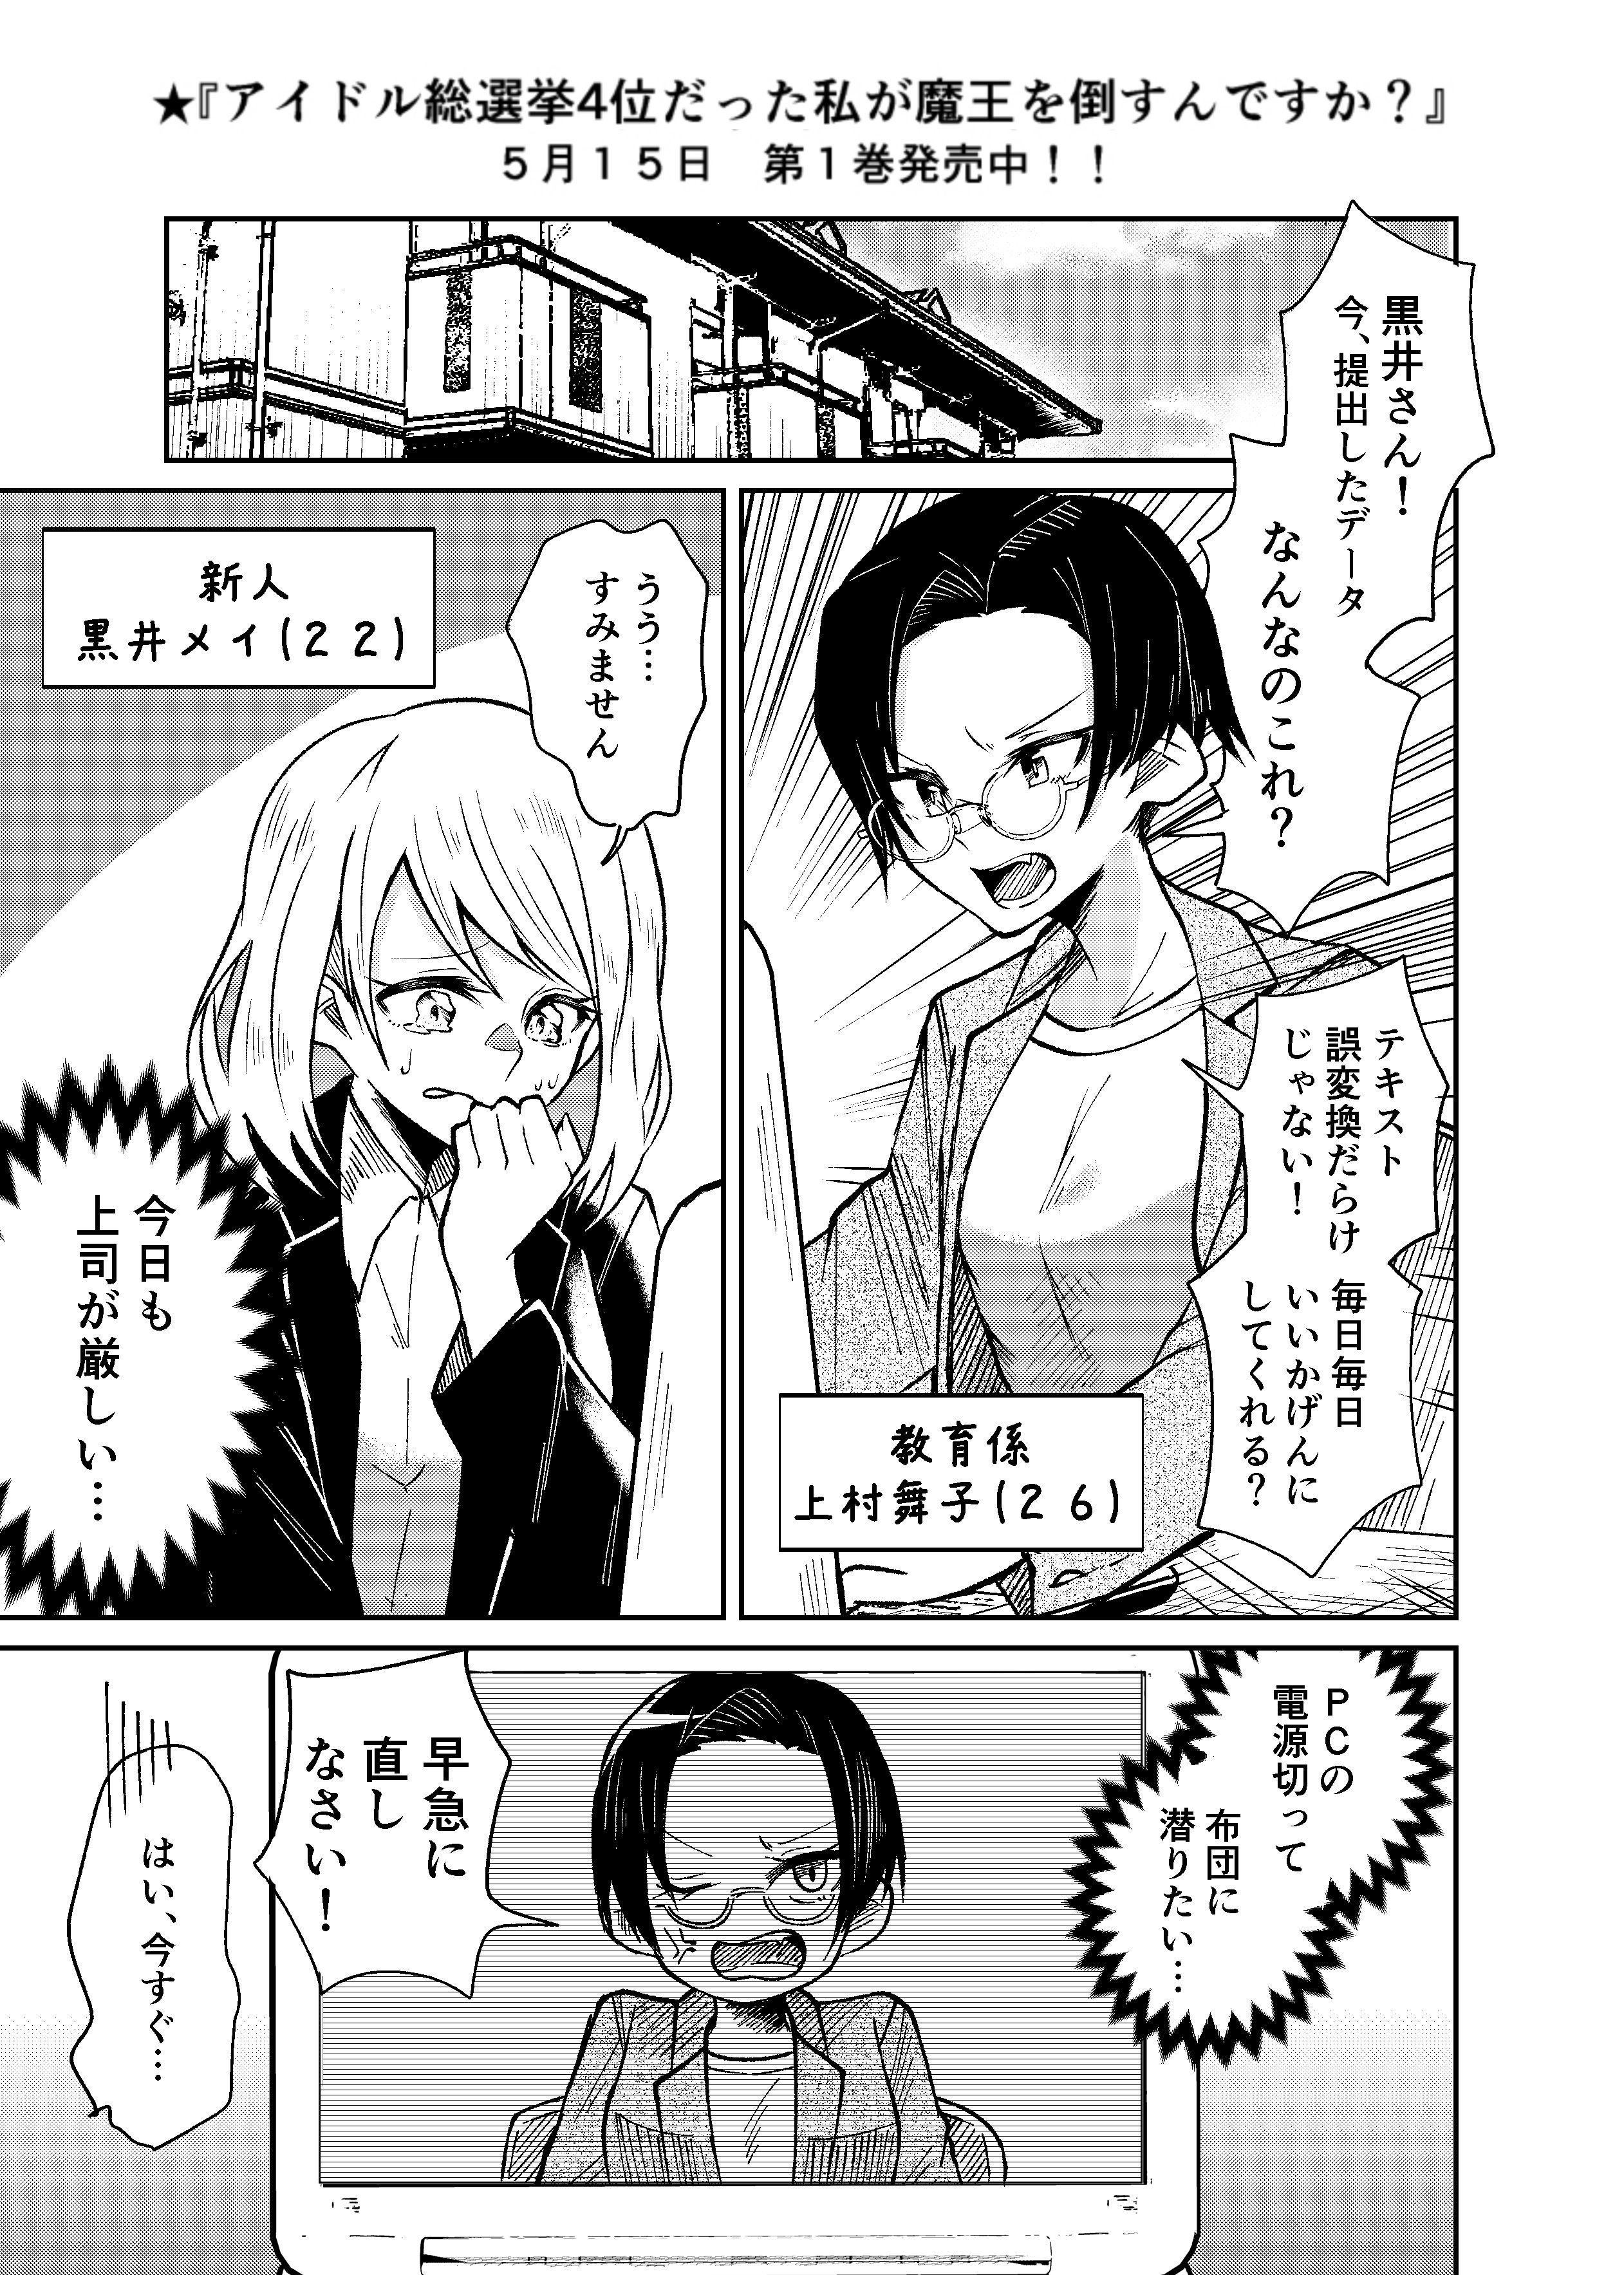 ★『アイドル総選挙4位だった私が魔王を倒すんですか？』
５月１５日　第１巻発売中！！
黒井さん！
今、提出したデータ
なんなのこれ？
テキスト
誤変換だらけ
じゃない！
毎日毎日
いいかげんに
してくれる？
教育係
上村舞子(２６)
うう…
すみません
新人
黒井メイ(２２)
今日も
上司が厳しい…
PCの
電源切って
布団に
潜りたい…
早急に
直し
なさい！
はい、今すぐ…